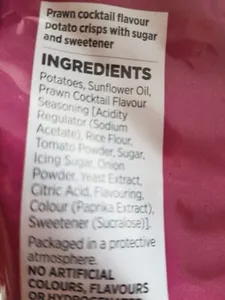 Prawn cocktail flavour
potato crisps with sugar
and sweetener
INGREDIENTS
Potatoes, Sunflower Oil,
Prawn Cocktail Flavour
Seasoning [Acidity
Regulator (Sodium
Acetate), Rice Flour,
Tomato Powder, Sugar,
Icing Sugar, Onion
Powder, Yeast Extract,
Citric Acid, Flavouring,
Colour (Paprika Extract),
Sweetener (Sucralose)].
Packaged in a protective
atmosphere.
NO ARTIFICIAL
COLOURS, FLAVOURS
OR HYDROGENATED